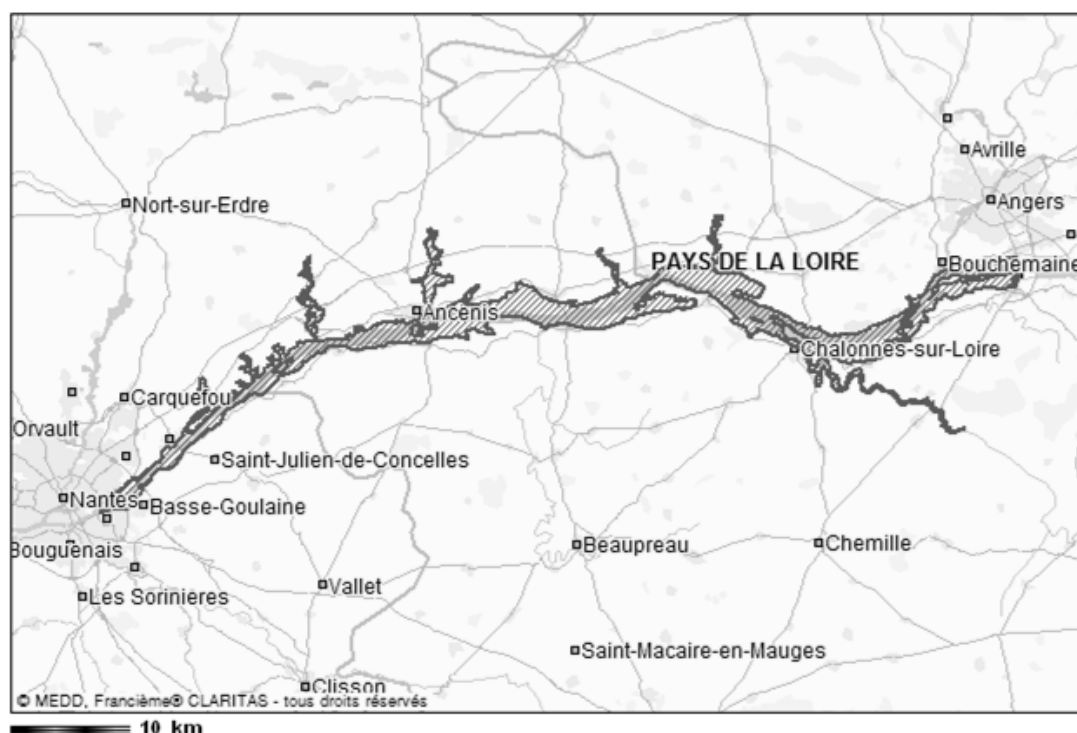 Avrille
Nort-sur-Erdre
Angers
PAYS DE LA LOIRE
Bouchemaine
Ancenis
Chalonnes-sur-Loire
Carquefou
Orvault
Saint-Julien-de-Concelles
Nantes
Basse-Goulaine
Bouguenais
Beaupreau
Chemille
Vallet
Les Sorinieres
Saint-Macaire-en-Mauges
Clisson
© MEDD, Francième® CLARITAS - tous droits réservés
10 km